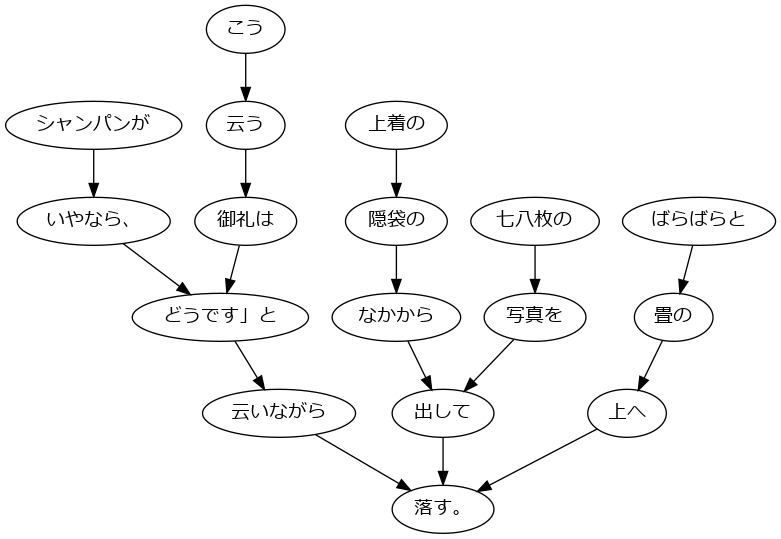 こう
シャンパンが
云う
上着の
いやなら、
御礼は
隠袋の
七八枚の
ばらばらと
どうです」と
なかから
写真を
畳の
云いながら
出して
上へ
落す。